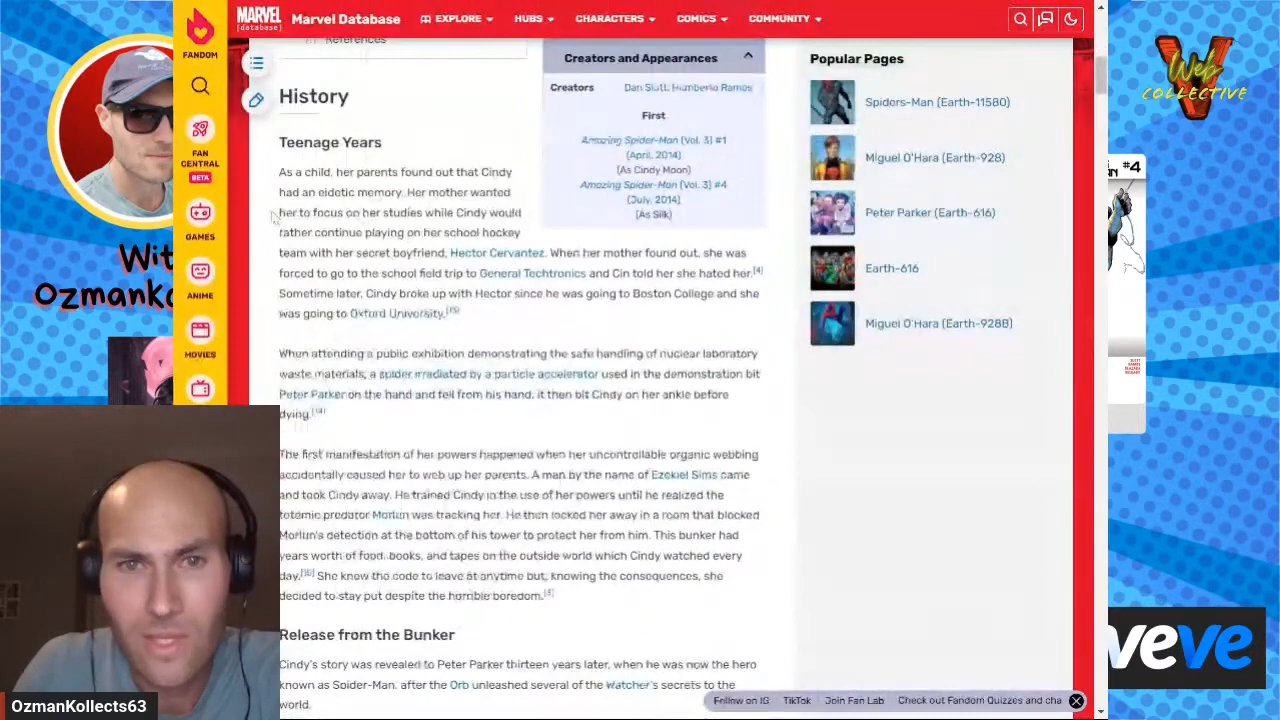 MARVEL
[database]
Marvel Database
EXPLORE
HUBS
CHARACTERS
COMICS
COMMUNITY
FANDOM
FAN
CENTRAL
BETA
GAMES
ANIME
MOVIES
References
History
Teenage Years
As a child, her parents found out that Cindy
had an eidetic memory. Her mother wanted
her to focus on her studies while Cindy would
rather continue playing on her school hockey
team with her secret boyfriend, Hector Cervantez. When her mother found out, she was
forced to go to the school field trip to General Techtronics and Cin told her she hated her.[4]
Sometime later, Cindy broke up with Hector since he was going to Boston College and she
was going to Oxford University.
When attending a public exhibition demonstrating the safe handling of nuclear laboratory
waste materials, a spider irradiated by a particle accelerator used in the demonstration bit
Peter Parker on the hand and fell from his hand, it then bit Cindy on her ankle before
dying.
The first manifestation of her powers happened when her uncontrollable organic webbing
accidentally caused her to web up her parents. A man by the name of Ezekiel Sims came
and took Cindy away. He trained Cindy in the use of her powers until he realized the
totemic predator Morlun was tracking her. He then locked her away in a room that blocked
Morlun's detection at the bottom of his tower to protect her from him. This bunker had
years worth of food, books, and tapes on the outside world which Cindy watched every
day. She knew the code to leave at anytime but, knowing the consequences, she
decided to stay put despite the horrible boredom.
Release from the Bunker
Cindy's story was revealed to Peter Parker thirteen years later, when he was now the hero
known as Spider-Man, after the Orb unleashed several of the Watcher's secrets to the
world.
Creators and Appearances
Creators
Dan Slott, Humberto Ramos
First
Amazing Spider-Man (Vol. 3) #1
(April, 2014)
(As Cindy Moon)
Amazing Spider-Man (Vol. 3) #4
(July, 2014)
(As Silk)
Popular Pages
Spiders-Man (Earth-11580)
Miguel O'Hara (Earth-928)
Peter Parker (Earth-616)
Earth-616
Miguel O'Hara (Earth-928B)
Follow on IG
TikTok
Join Fan Lab
Check out Fandom Quizzes and cha
Wit
Ozmank
OzmanKollects63
Web
COLLECTIVE
#4
veve